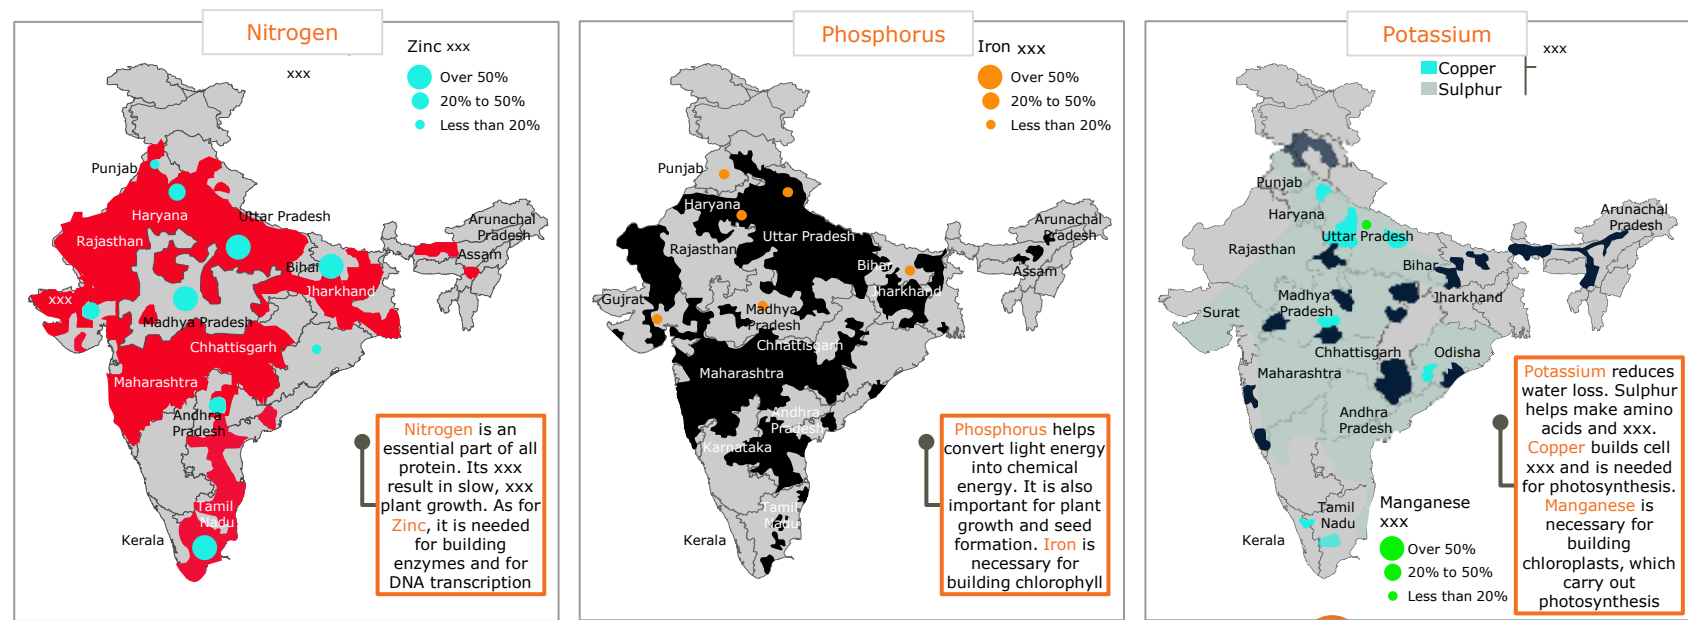 Nitrogen
Zinc xxx
xxx
Over 50%
20% to 50%
Less than 20%
Punjab
Haryana
Uttar Pradesh
Rajasthan
Arunachal
Pradesh
Assam
Bihar
Jharkhand
xxx
Madhya Pradesh
Chhattisgarh
Maharashtra
Andhra
Pradesh
Tamil
Nadu
Kerala
Nitrogen is an
essential part of all
protein. Its xxx
result in slow, xxx
plant growth. As for
Zinc, it is needed
for building
enzymes and for
DNA transcription
Phosphorus
Iron xxx
Over 50%
20% to 50%
Less than 20%
Punjab
Haryana
Uttar Pradesh
Rajasthan
Arunachal
Pradesh
Assam
Bihar
Jharkhand
Gujrat
Madhya
Pradesh
Chhattisgarh
Maharashtra
Andhra
Pradesh
Karnataka
Tamil
Nadu
Kerala
Phosphorus helps
convert light energy
into chemical
energy. It is also
important for plant
growth and seed
formation. Iron is
necessary for
building chlorophyll
Potassium
xxx
Copper
Sulphur
Punjab
Haryana
Uttar Pradesh
Rajasthan
Arunachal
Pradesh
Bihar
Jharkhand
Madhya
Pradesh
Surat
Chhattisgarh
Odisha
Maharashtra
Andhra
Pradesh
Tamil
Nadu
Kerala
Manganese
xxx
Over 50%
20% to 50%
Less than 20%
Potassium reduces
water loss. Sulphur
helps make amino
acids and xxx.
Copper builds cell
xxx and is needed
for photosynthesis.
Manganese is
necessary for
building
chloroplasts, which
carry out
photosynthesis